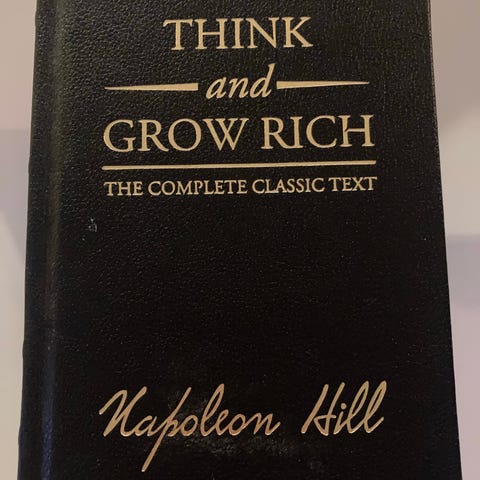 THINK
and
GROW RICH
THE COMPLETE CLASSIC TEXT
Napoleon Hill